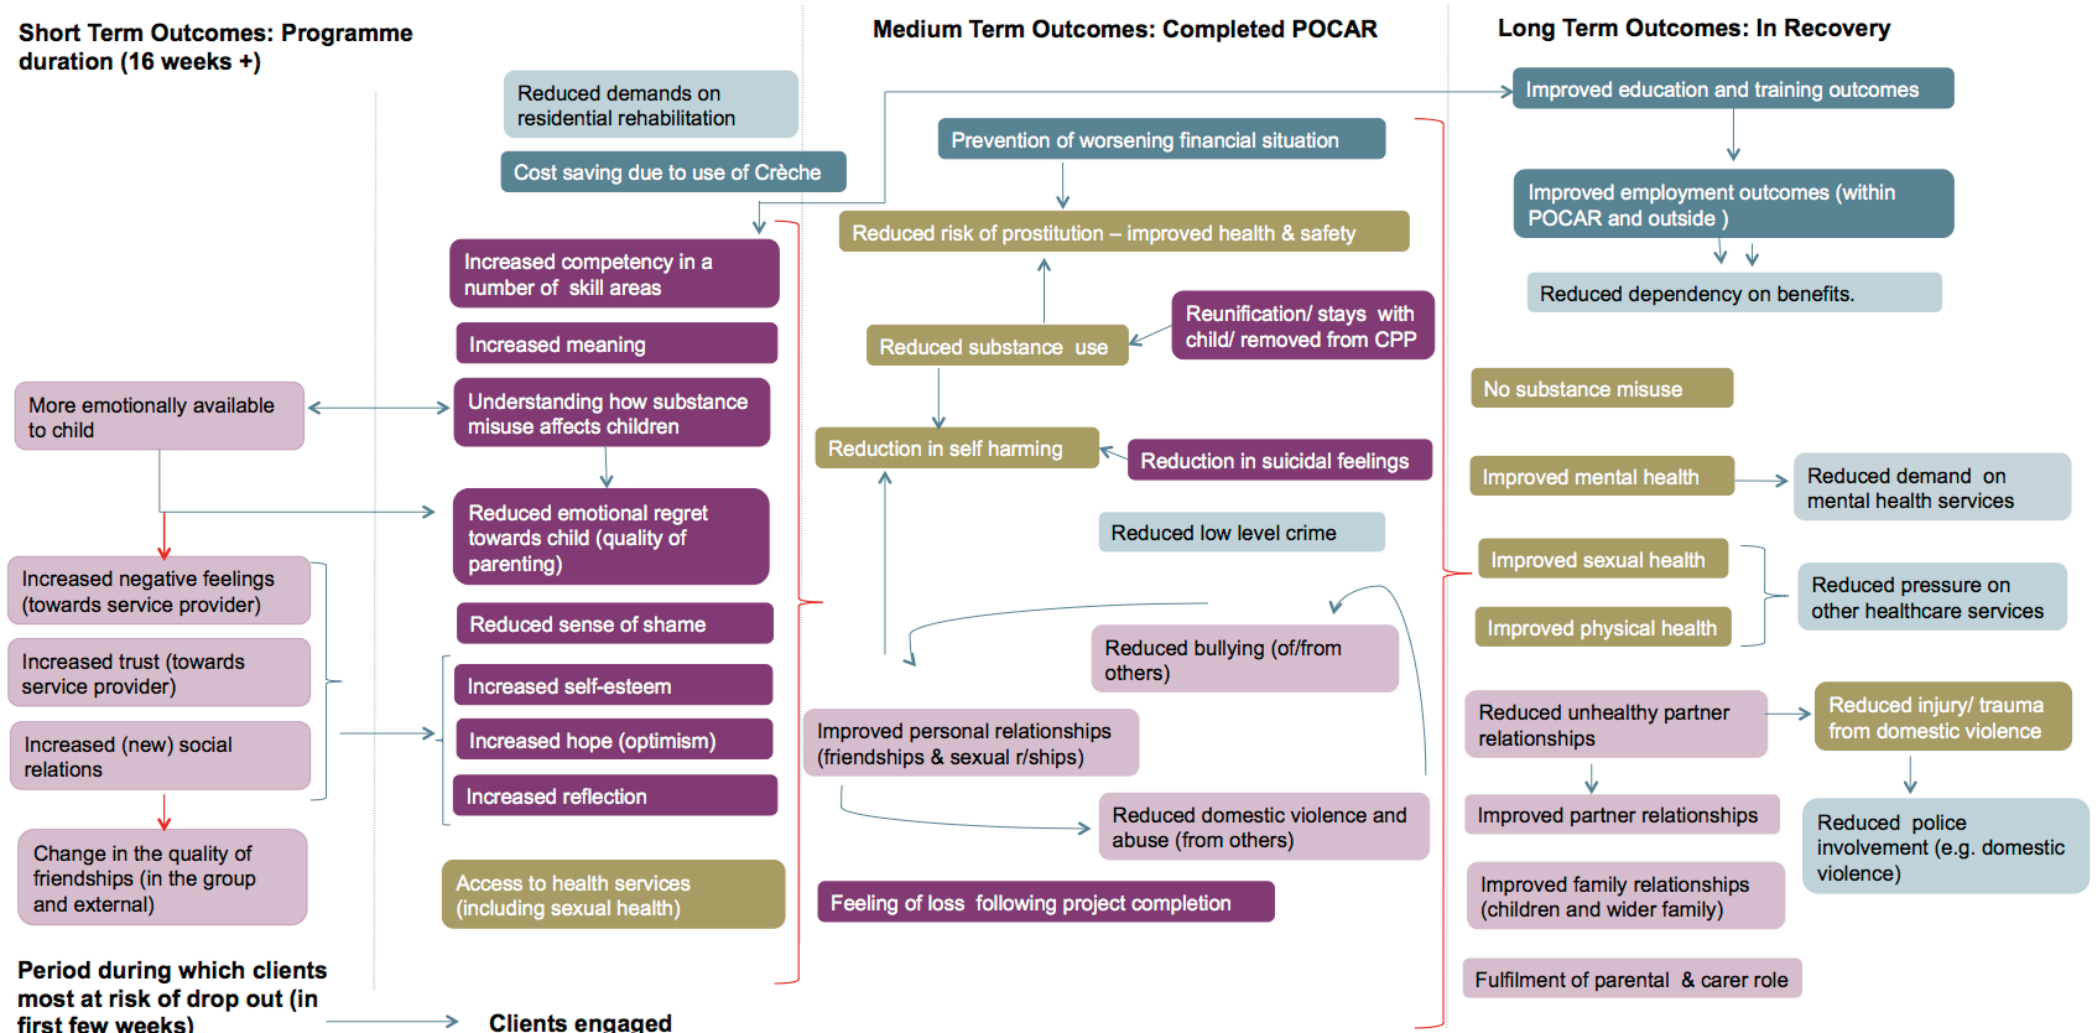 Short Term Outcomes: Programme
duration (16 weeks +)
More emotionally available
to child
Increased negative feelings
(towards service provider)
Increased trust (towards
service provider)
Increased (new) social
relations
Change in the quality of
friendships (in the group
and external)
Period during which clients
most at risk of drop out (in
first few weeks)
Reduced demands on
residential rehabilitation
Cost saving due to use of Crèche
Increased competency in a
number of skill areas
Increased meaning
Understanding how substance
misuse affects children
Reduced emotional regret
towards child (quality of
parenting)
Reduced sense of shame
Increased self-esteem
Increased hope (optimism)
Increased reflection
Access to health services
(including sexual health)
Clients engaged
Medium Term Outcomes: Completed POCAR
Prevention of worsening financial situation
Reduced risk of prostitution – improved health & safety
Reunification/ stays with
child/ removed from CPP
Reduced substance use
Reduction in self harming
Reduction in suicidal feelings
Reduced low level crime
Reduced bullying (of/from
others)
Improved personal relationships
(friendships & sexual r/ships)
Reduced domestic violence and
abuse (from others)
Feeling of loss following project completion
Long Term Outcomes: In Recovery
Improved education and training outcomes
Improved employment outcomes (within
POCAR and outside )
Reduced dependency on benefits.
No substance misuse
Improved mental health
Reduced demand on
mental health services
Improved sexual health
Improved physical health
Reduced pressure on
other healthcare services
Reduced unhealthy partner
relationships
Reduced injury/ trauma
from domestic violence
Improved partner relationships
Reduced police
involvement (e.g. domestic
violence)
Improved family relationships
(children and wider family)
Fulfilment of parental & carer role